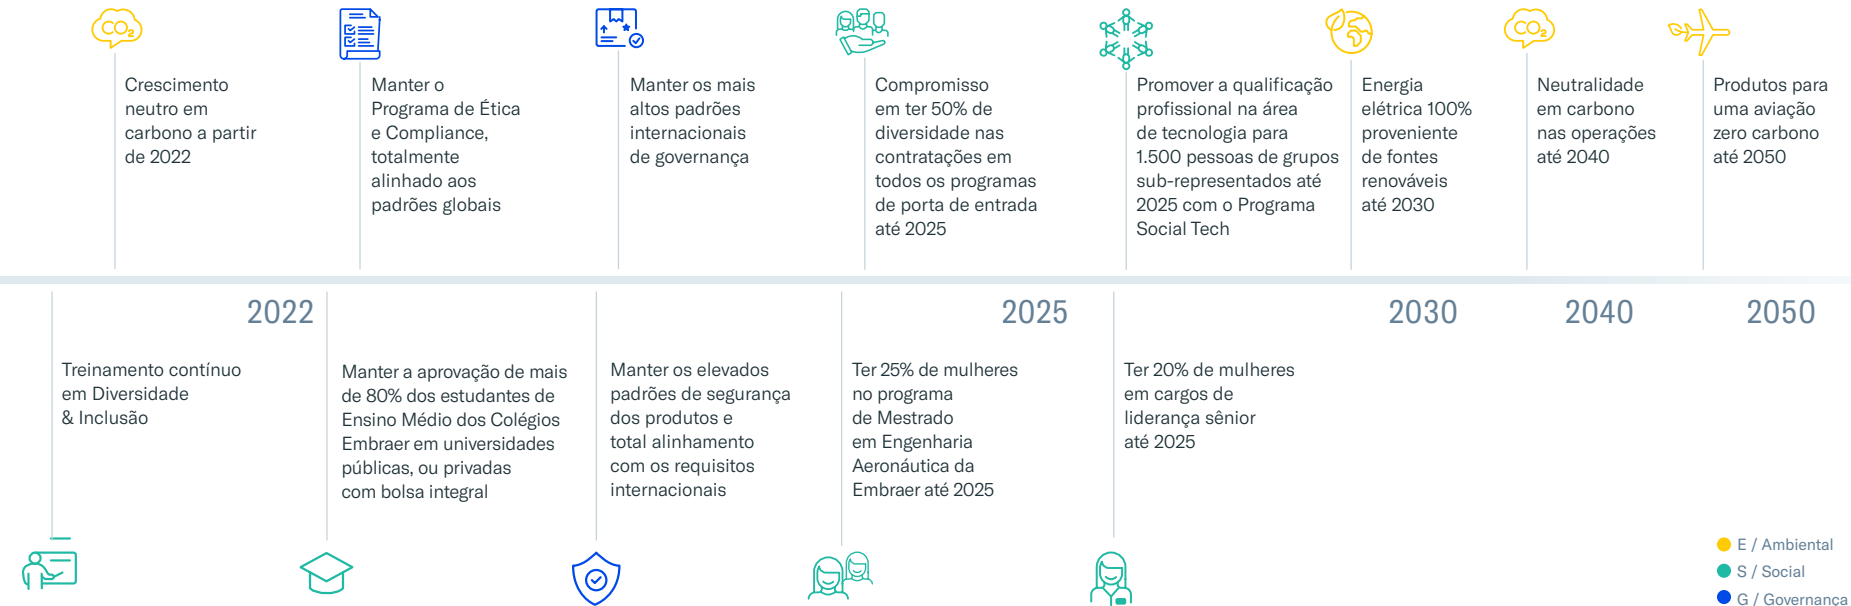 CO₂
Crescimento
neutro em
carbono a partir
de 2022
Manter o
Programa de Ética
e Compliance,
totalmente
alinhado aos
padrões globais
Manter os mais
altos padrões
internacionais
de governança
Compromisso
em ter 50% de
diversidade nas
contratações em
todos os programas
de porta de entrada
até 2025
Promover a qualificação
profissional na área
de tecnologia para
1.500 pessoas de grupos
sub-representados até
2025 com o Programa
Social Tech
Energia
elétrica 100%
proveniente
de fontes
renováveis
até 2030
CO₂
Neutralidade
em carbono
nas operações
até 2040
Produtos para
uma aviação
zero carbono
até 2050
2022
2025
2030
2040
2050
Treinamento contínuo
em Diversidade
& Inclusão
Manter a aprovação de mais
de 80% dos estudantes de
Ensino Médio dos Colégios
Embraer em universidades
públicas, ou privadas
com bolsa integral
Manter os elevados
padrões de segurança
dos produtos e
total alinhamento
com os requisitos
internacionais
Ter 25% de mulheres
no programa
de Mestrado
em Engenharia
Aeronáutica da
Embraer até 2025
Ter 20% de mulheres
em cargos de
liderança sênior
até 2025
E / Ambiental
S / Social
G / Governança